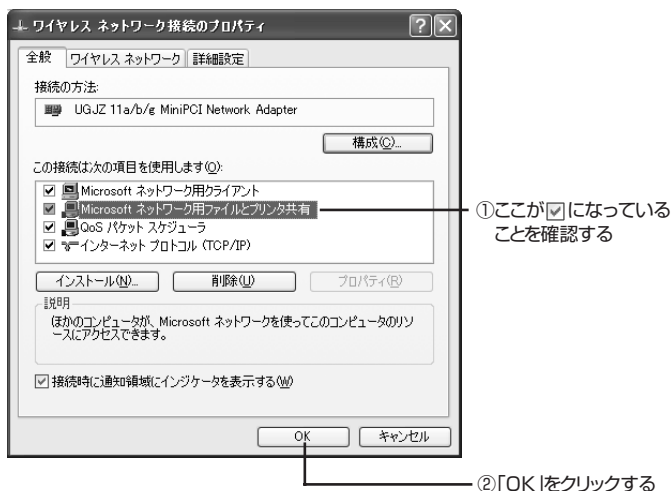 ワイヤレス ネットワーク接続のプロパティ
全般 ワイヤレス ネットワーク 詳細設定
接続の方法:
UGJZ 11a/b/g MiniPCI Network Adapter
構成(C)...
この接続は次の項目を使用します(O):
Microsoft ネットワーク用クライアント
Microsoft ネットワーク用ファイルとプリンタ共有
QoS パケット スケジューラ
インターネット プロトコル (TCP/IP)
インストール(N)... 削除(U) プロパティ(R)
説明
ほかのコンピュータが、Microsoft ネットワークを使ってこのコンピュータのリソ
ースにアクセスできます。
接続時に通知領域にインジケータを表示する(W)
OK キャンセル
①ここが☑になっている
ことを確認する
②「OK」をクリックする